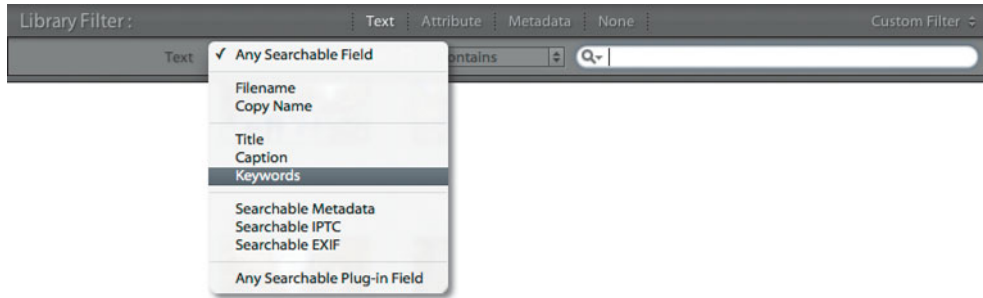 Library Filter: Text Attribute Metadata None Custom Filter
Text ✓ Any Searchable Field ontains
Filename
Copy Name
Title
Caption
Keywords
Searchable Metadata
Searchable IPTC
Searchable EXIF
Any Searchable Plug-in Field